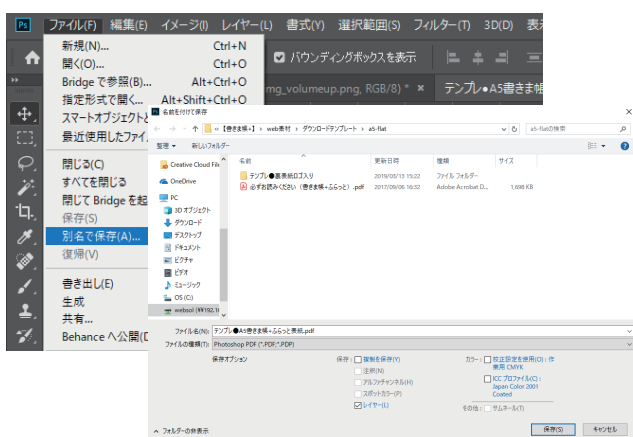 Ps ファイル(F) 編集(E) イメージ(I) レイヤー(L) 書式(Y) 選択範囲(S) フィルター(T) 3D(D) 表示
新規(N)... Ctrl+N
開く(O)... Ctrl+O
Bridge で参照(B)... Alt+Ctrl+O
指定形式で開く... Alt+Shift+Ctrl+O
スマートオブジェクト
最近使用したファイ
閉じる(C)
すべてを閉じる
閉じて Bridge を起
保存(S)
別名で保存(A)...
復帰(V)
書き出し(E)
生成
共有...
Behance へ公開(D
バウンディングボックスを表示
mg_volumeup.png, RGB/8) * ×
テンプレ●A5書きま帳
Ps 名前を付けて保存
« 【書きま帳+】 › web素材 › ダウンロードテンプレート › a5-flat
a5-flatの検索
整理 新しいフォルダー
名前 更新日時 種類 サイズ
テンプレ●裏表紙ロゴ入り 2019/03/13 15:22 ファイル フォルダー
必ずお読みください（書きま帳+ふらっと）.pdf 2017/09/06 16:32 Adobe Acrobat D... 1,698 KB
Creative Cloud File
OneDrive
PC
3D オブジェクト
ダウンロード
デスクトップ
ドキュメント
ピクチャ
ビデオ
ミュージック
OS (C:)
websol (¥¥192.16
ファイル名(N): テンプレ●A5書きま帳+ふらっと表紙.pdf
ファイルの種類(T): Photoshop PDF (*.PDF;*.PDP)
保存オプション
保存: 複製を保存(Y)
注釈(N)
アルファチャンネル(H)
スポットカラー(P)
レイヤー(L)
カラー: 校正設定を使用(O): 作
業用 CMYK
ICC プロファイル(C):
Japan Color 2001
Coated
その他: サムネール(T)
フォルダーの非表示
保存(S) キャンセル